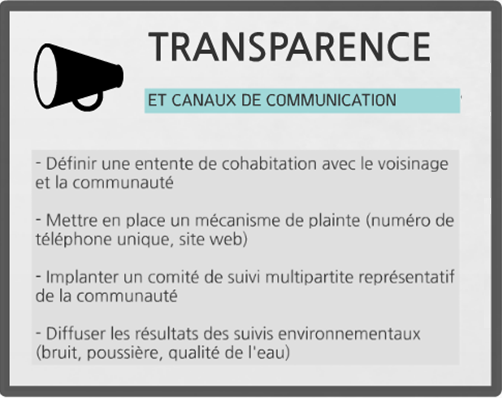 TRANSPARENCE
ET CANAUX DE COMMUNICATION
- Définir une entente de cohabitation avec le voisinage
et la communauté
- Mettre en place un mécanisme de plainte (numéro de
téléphone unique, site web)
- Implanter un comité de suivi multipartite représentatif
de la communauté
- Diffuser les résultats des suivis environnementaux
(bruit, poussière, qualité de l'eau)